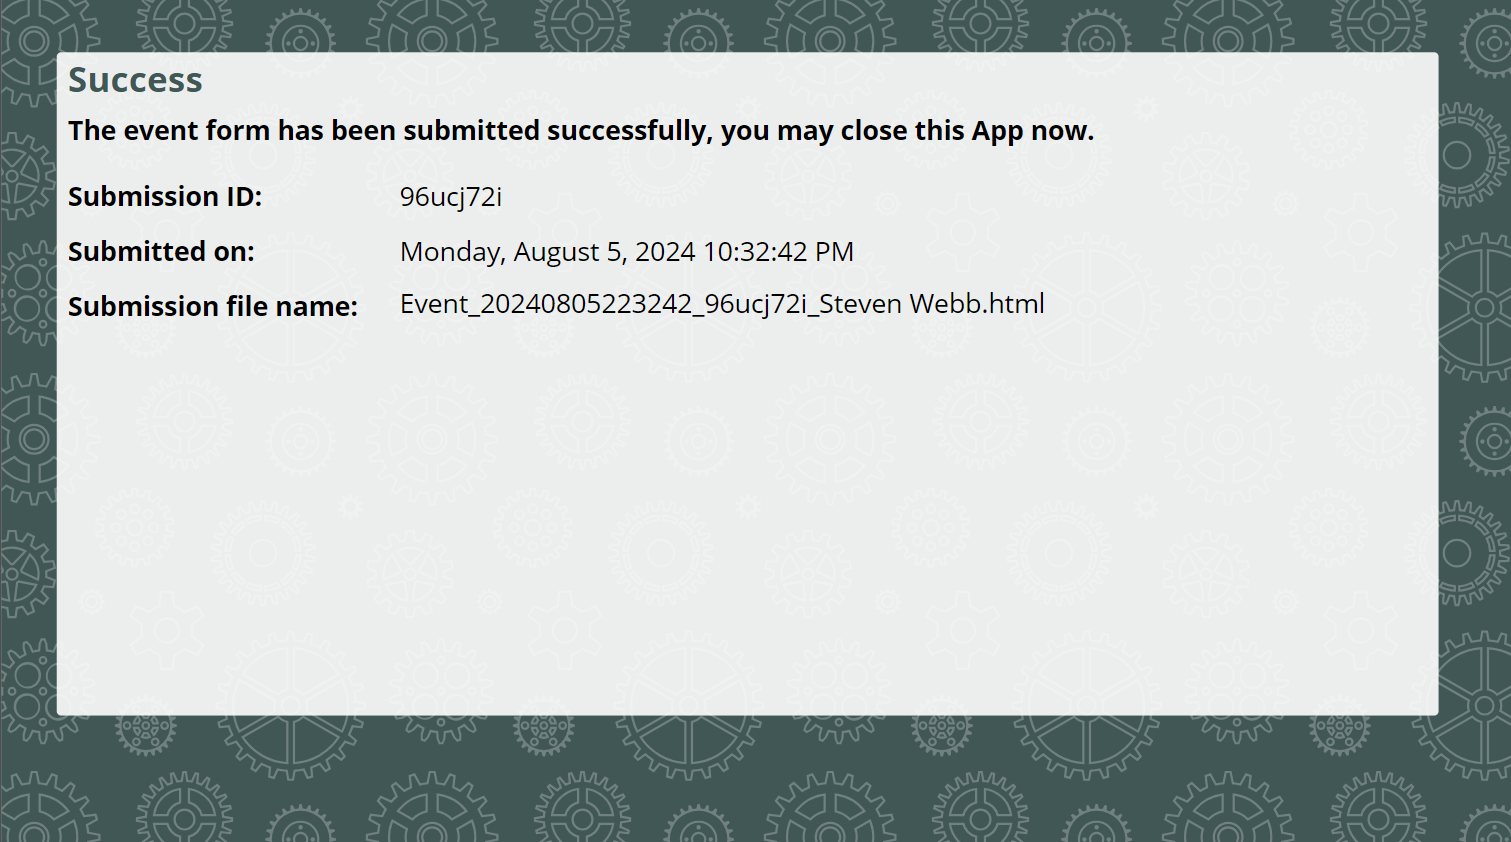 Success
The event form has been submitted successfully, you may close this App now.
Submission ID: 96ucj72i
Submitted on: Monday, August 5, 2024 10:32:42 PM
Submission file name: Event_20240805223242_96ucj72i_Steven Webb.html